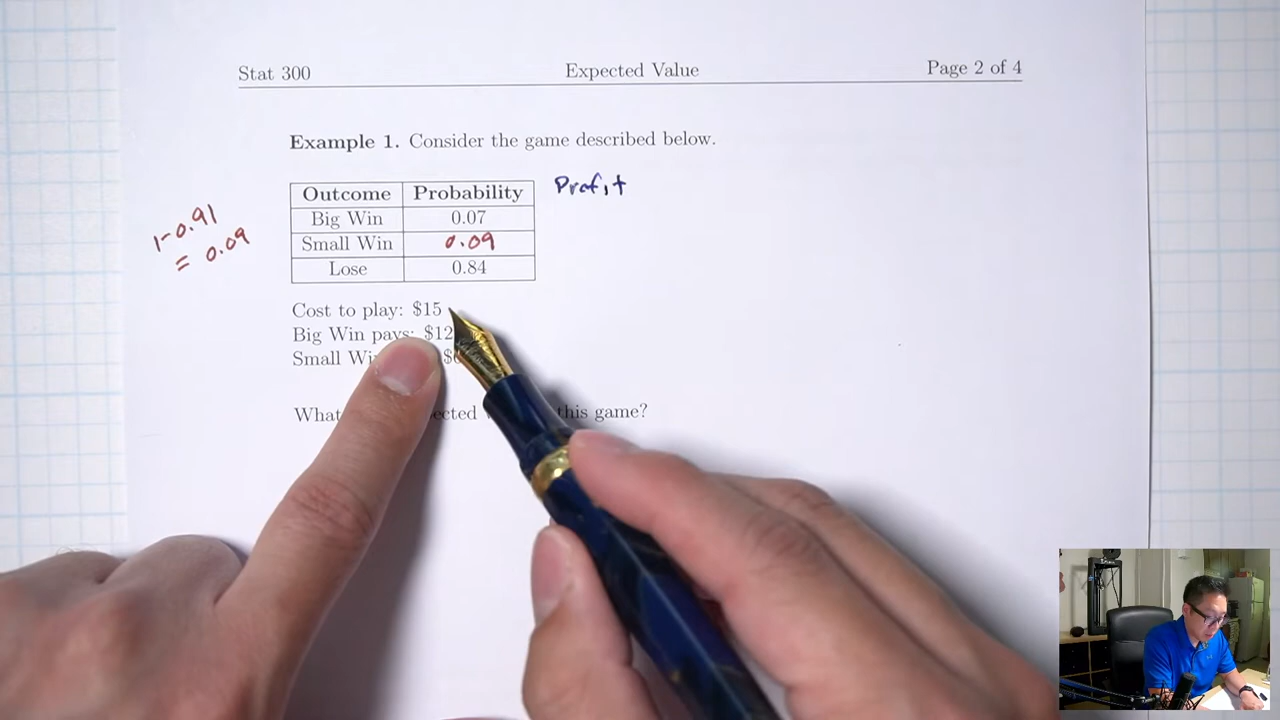 Stat 300 Expected Value Page 2 of 4
Example 1. Consider the game described below.
Outcome Probability Profit
Big Win 0.07
1-0.91
Small Win 0.09
= 0.09
Lose 0.84
Cost to play: $15
Big Win pays: $12
Small
What this game?